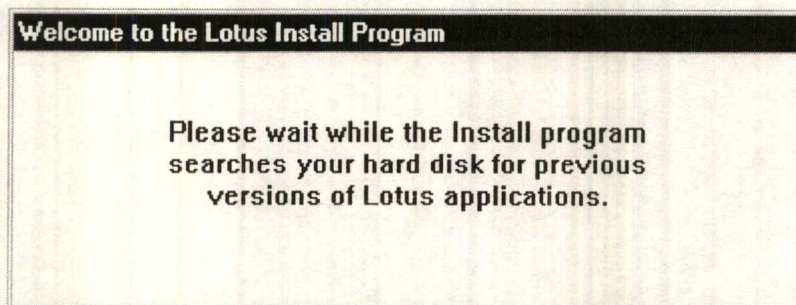 Welcome to the Lotus Install Program
Please wait while the Install program
searches your hard disk for previous
versions of Lotus applications.